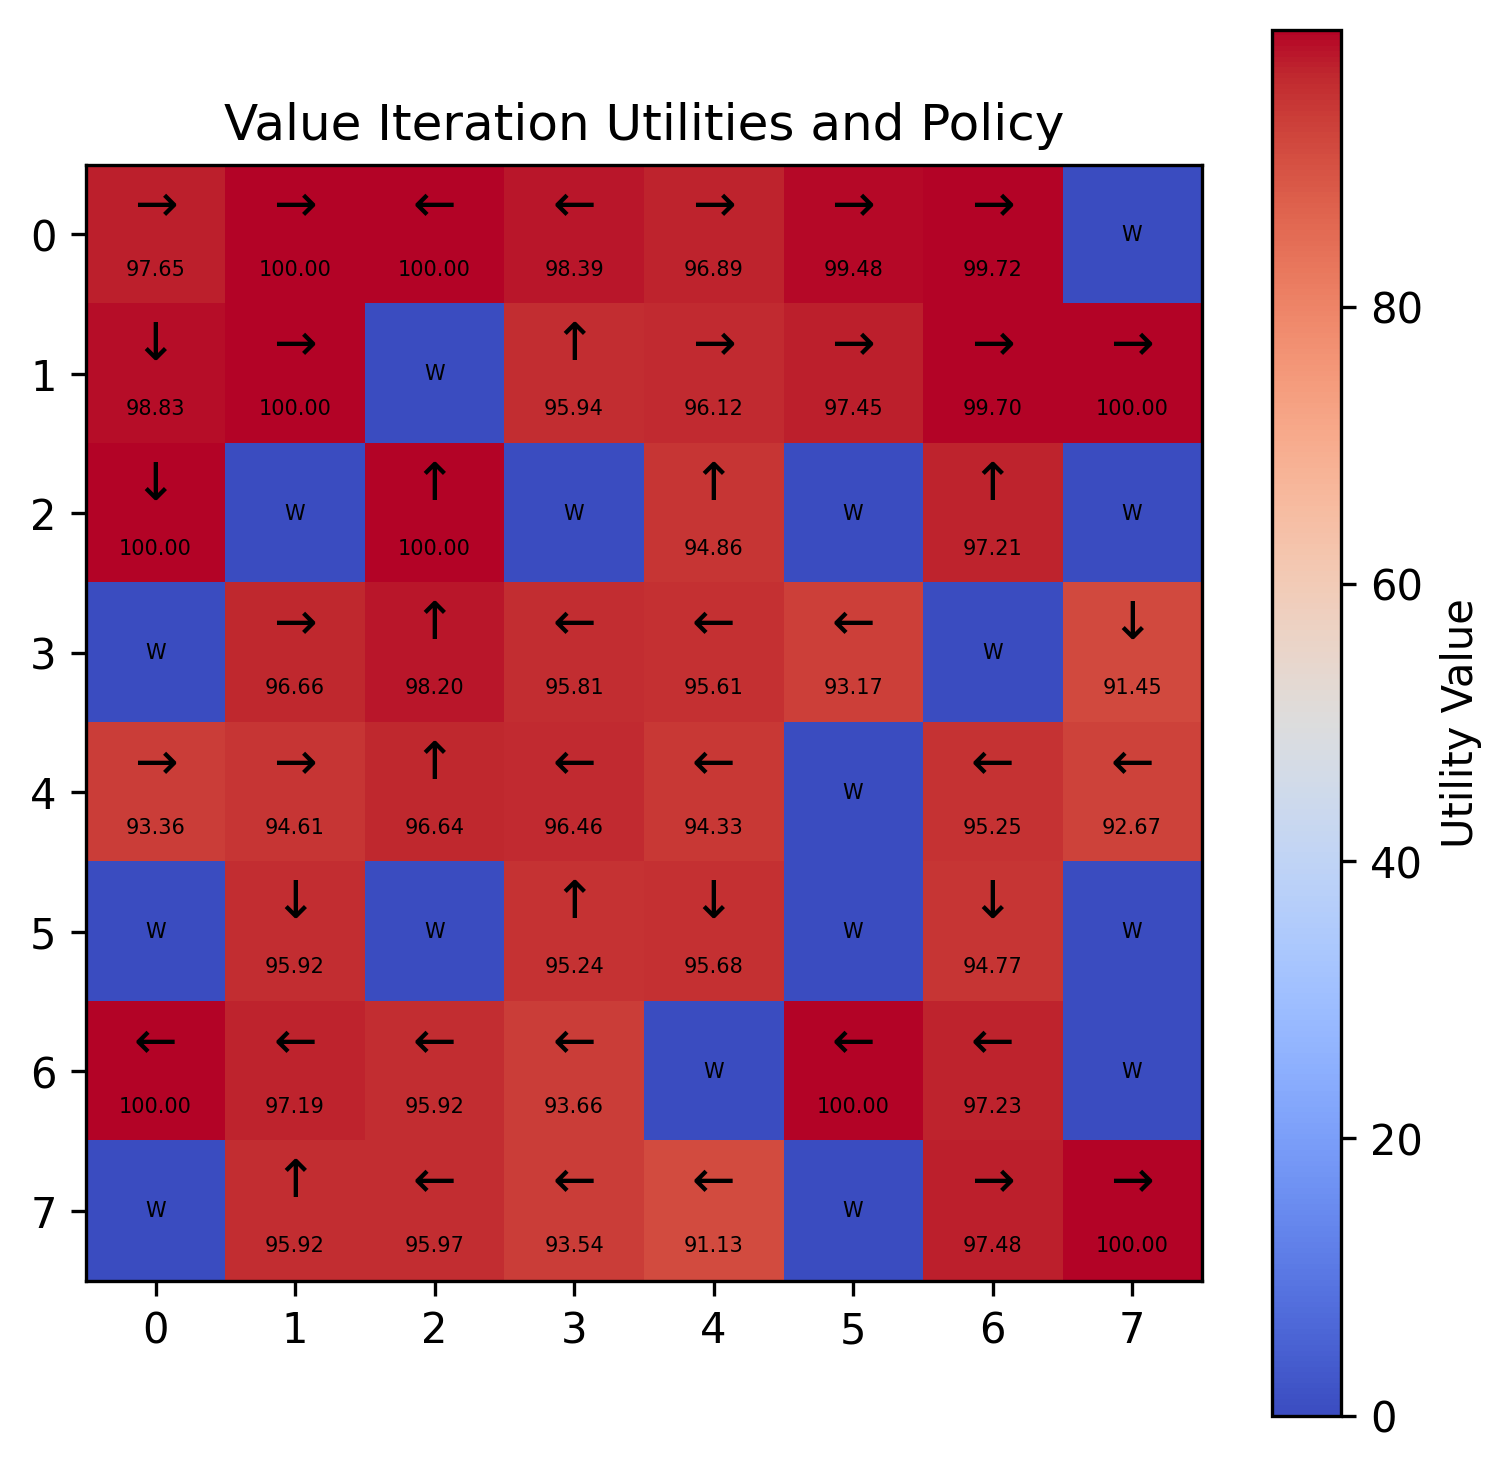 Value Iteration Utilities and Policy
0 → → ← ← → → → W
97.65 100.00 100.00 98.39 96.89 99.48 99.72
1 ↓ → W ↑ → → → →
98.83 100.00 95.94 96.12 97.45 99.70 100.00
2 ↓ W ↑ W ↑ W ↑ W
100.00 100.00 94.86 97.21
3 W → ↑ ← ← ← W ↓
96.66 98.20 95.81 95.61 93.17 91.45
4 → → ↑ ← ← W ← ←
93.36 94.61 96.64 96.46 94.33 95.25 92.67
5 W ↓ W ↑ ↓ W ↓ W
95.92 95.24 95.68 94.77
6 ← ← ← ← W ← ← W
100.00 97.19 95.92 93.66 100.00 97.23
7 W ↑ ← ← ← W → →
95.92 95.97 93.54 91.13 97.48 100.00
0 1 2 3 4 5 6 7
80
60
40
20
0
Utility Value